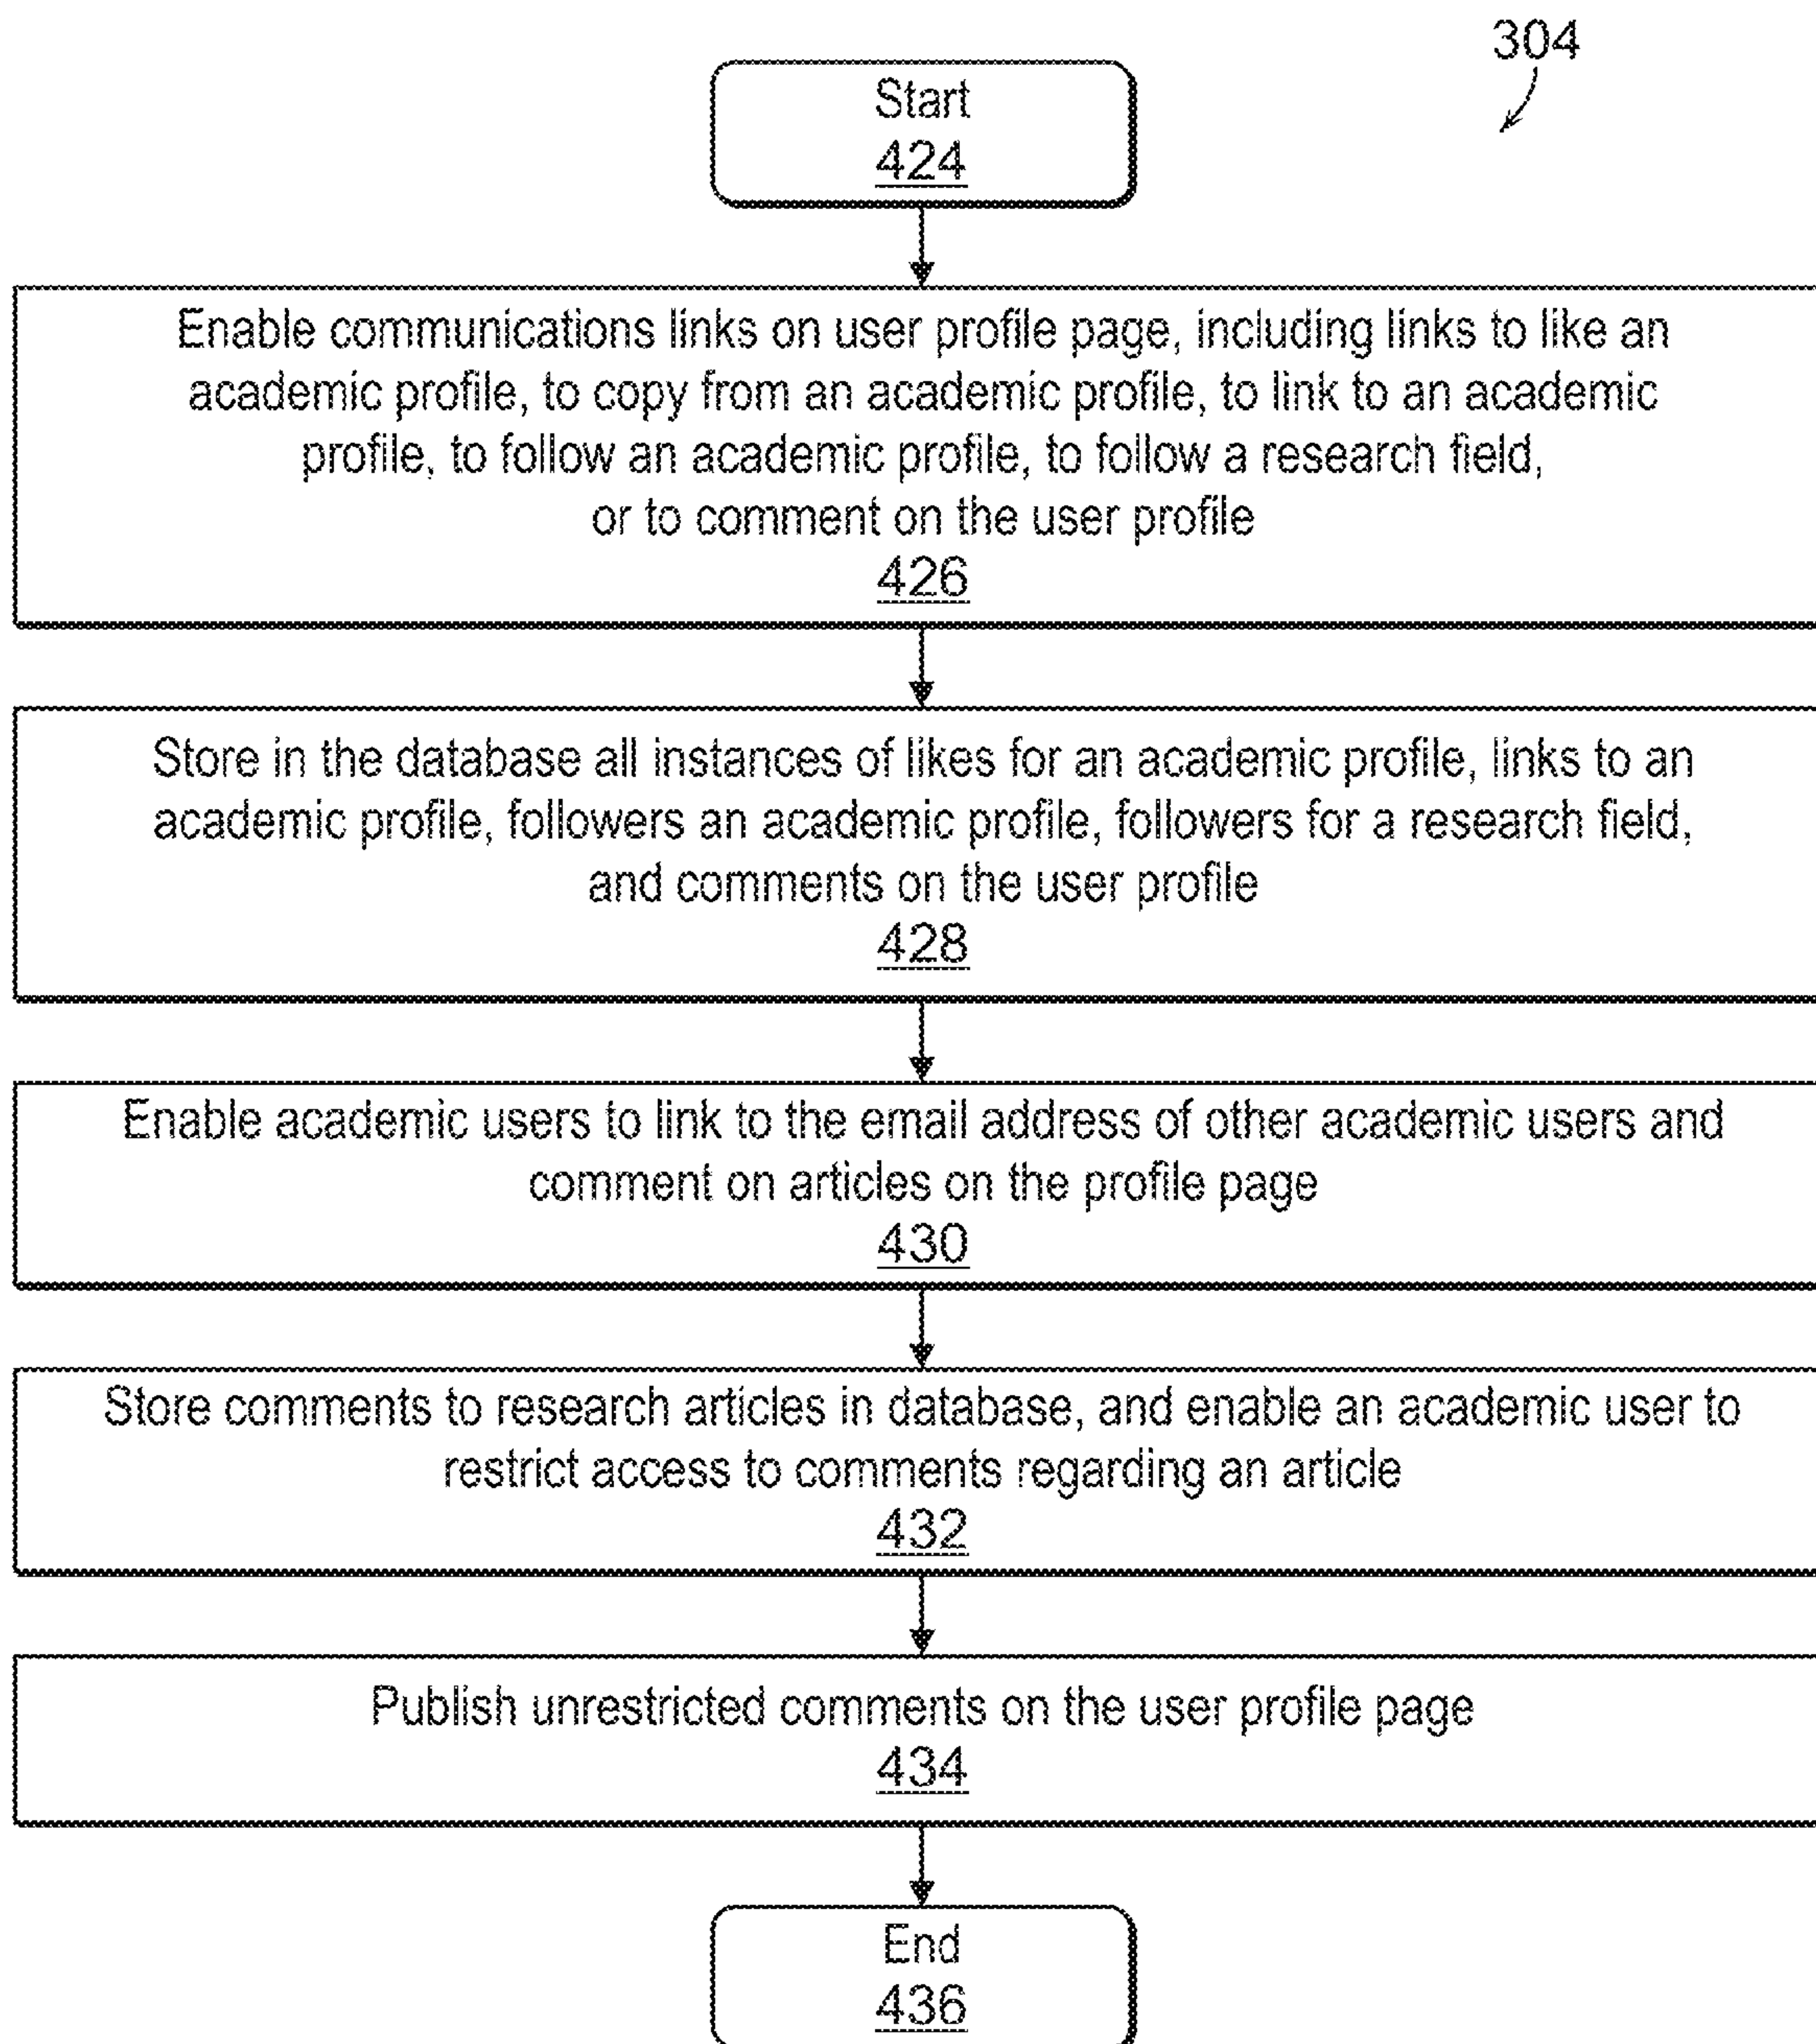 304
Start
424
Enable communications links on user profile page, including links to like an
academic profile, to copy from an academic profile, to link to an academic
profile, to follow an academic profile, to follow a research field,
or to comment on the user profile
426
Store in the database all instances of likes for an academic profile, links to an
academic profile, followers an academic profile, followers for a research field,
and comments on the user profile
428
Enable academic users to link to the email address of other academic users and
comment on articles on the profile page
430
Store comments to research articles in database, and enable an academic user to
restrict access to comments regarding an article
432
Publish unrestricted comments on the user profile page
434
End
436